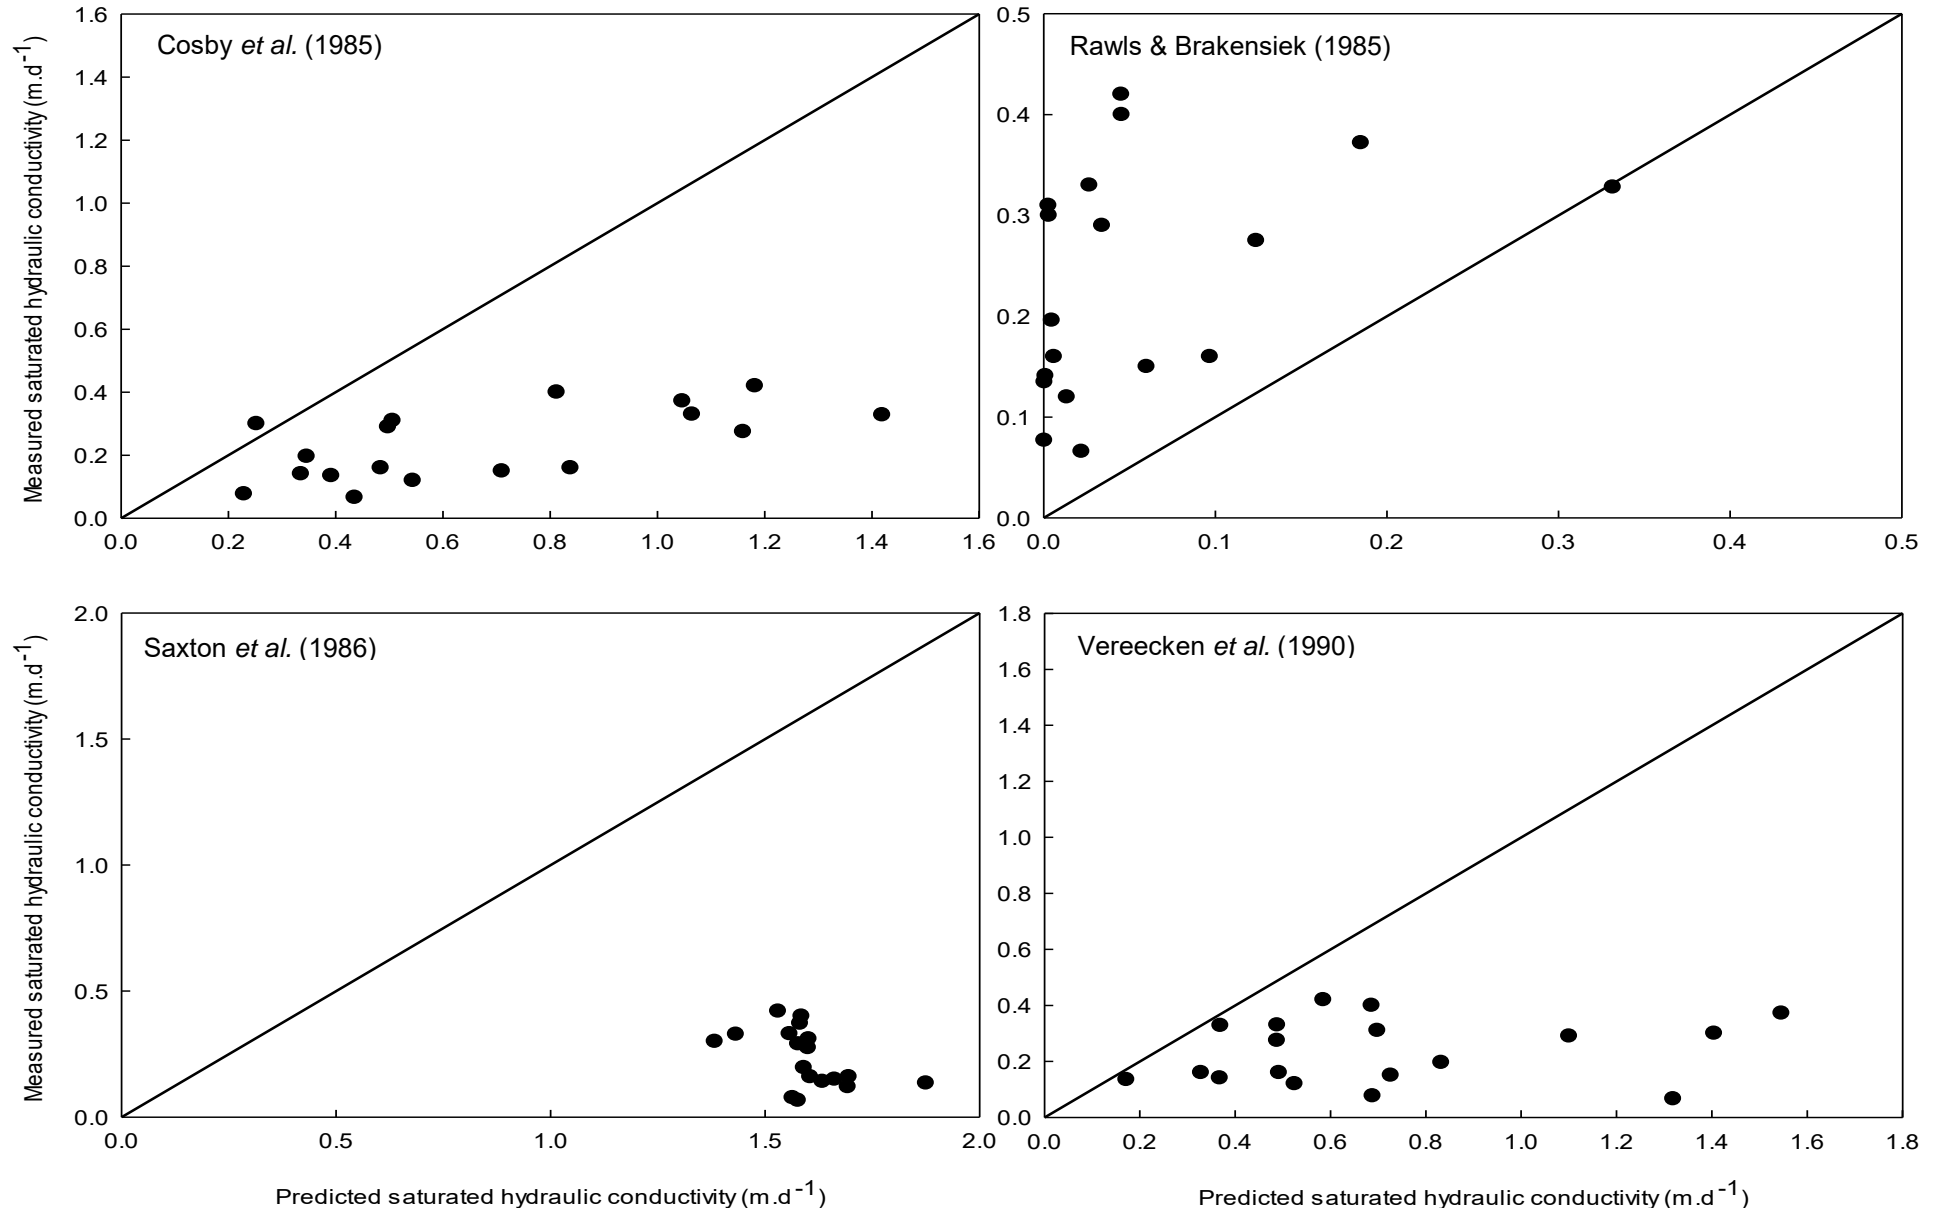 Cosby et al. (1985)
Measured saturated hydraulic conductivity (m.d-1)
1.6
1.4
1.2
1.0
0.8
0.6
0.4
0.2
0.0
0.0 0.2 0.4 0.6 0.8 1.0 1.2 1.4 1.6
Rawls & Brakensiek (1985)
0.5
0.4
0.3
0.2
0.1
0.0
0.0 0.1 0.2 0.3 0.4 0.5
Saxton et al. (1986)
Measured saturated hydraulic conductivity (m.d-1)
2.0
1.5
1.0
0.5
0.0
0.0 0.5 1.0 1.5 2.0
Predicted saturated hydraulic conductivity (m.d-1)
Vereecken et al. (1990)
1.8
1.6
1.4
1.2
1.0
0.8
0.6
0.4
0.2
0.0
0.0 0.2 0.4 0.6 0.8 1.0 1.2 1.4 1.6 1.8
Predicted saturated hydraulic conductivity (m.d-1)